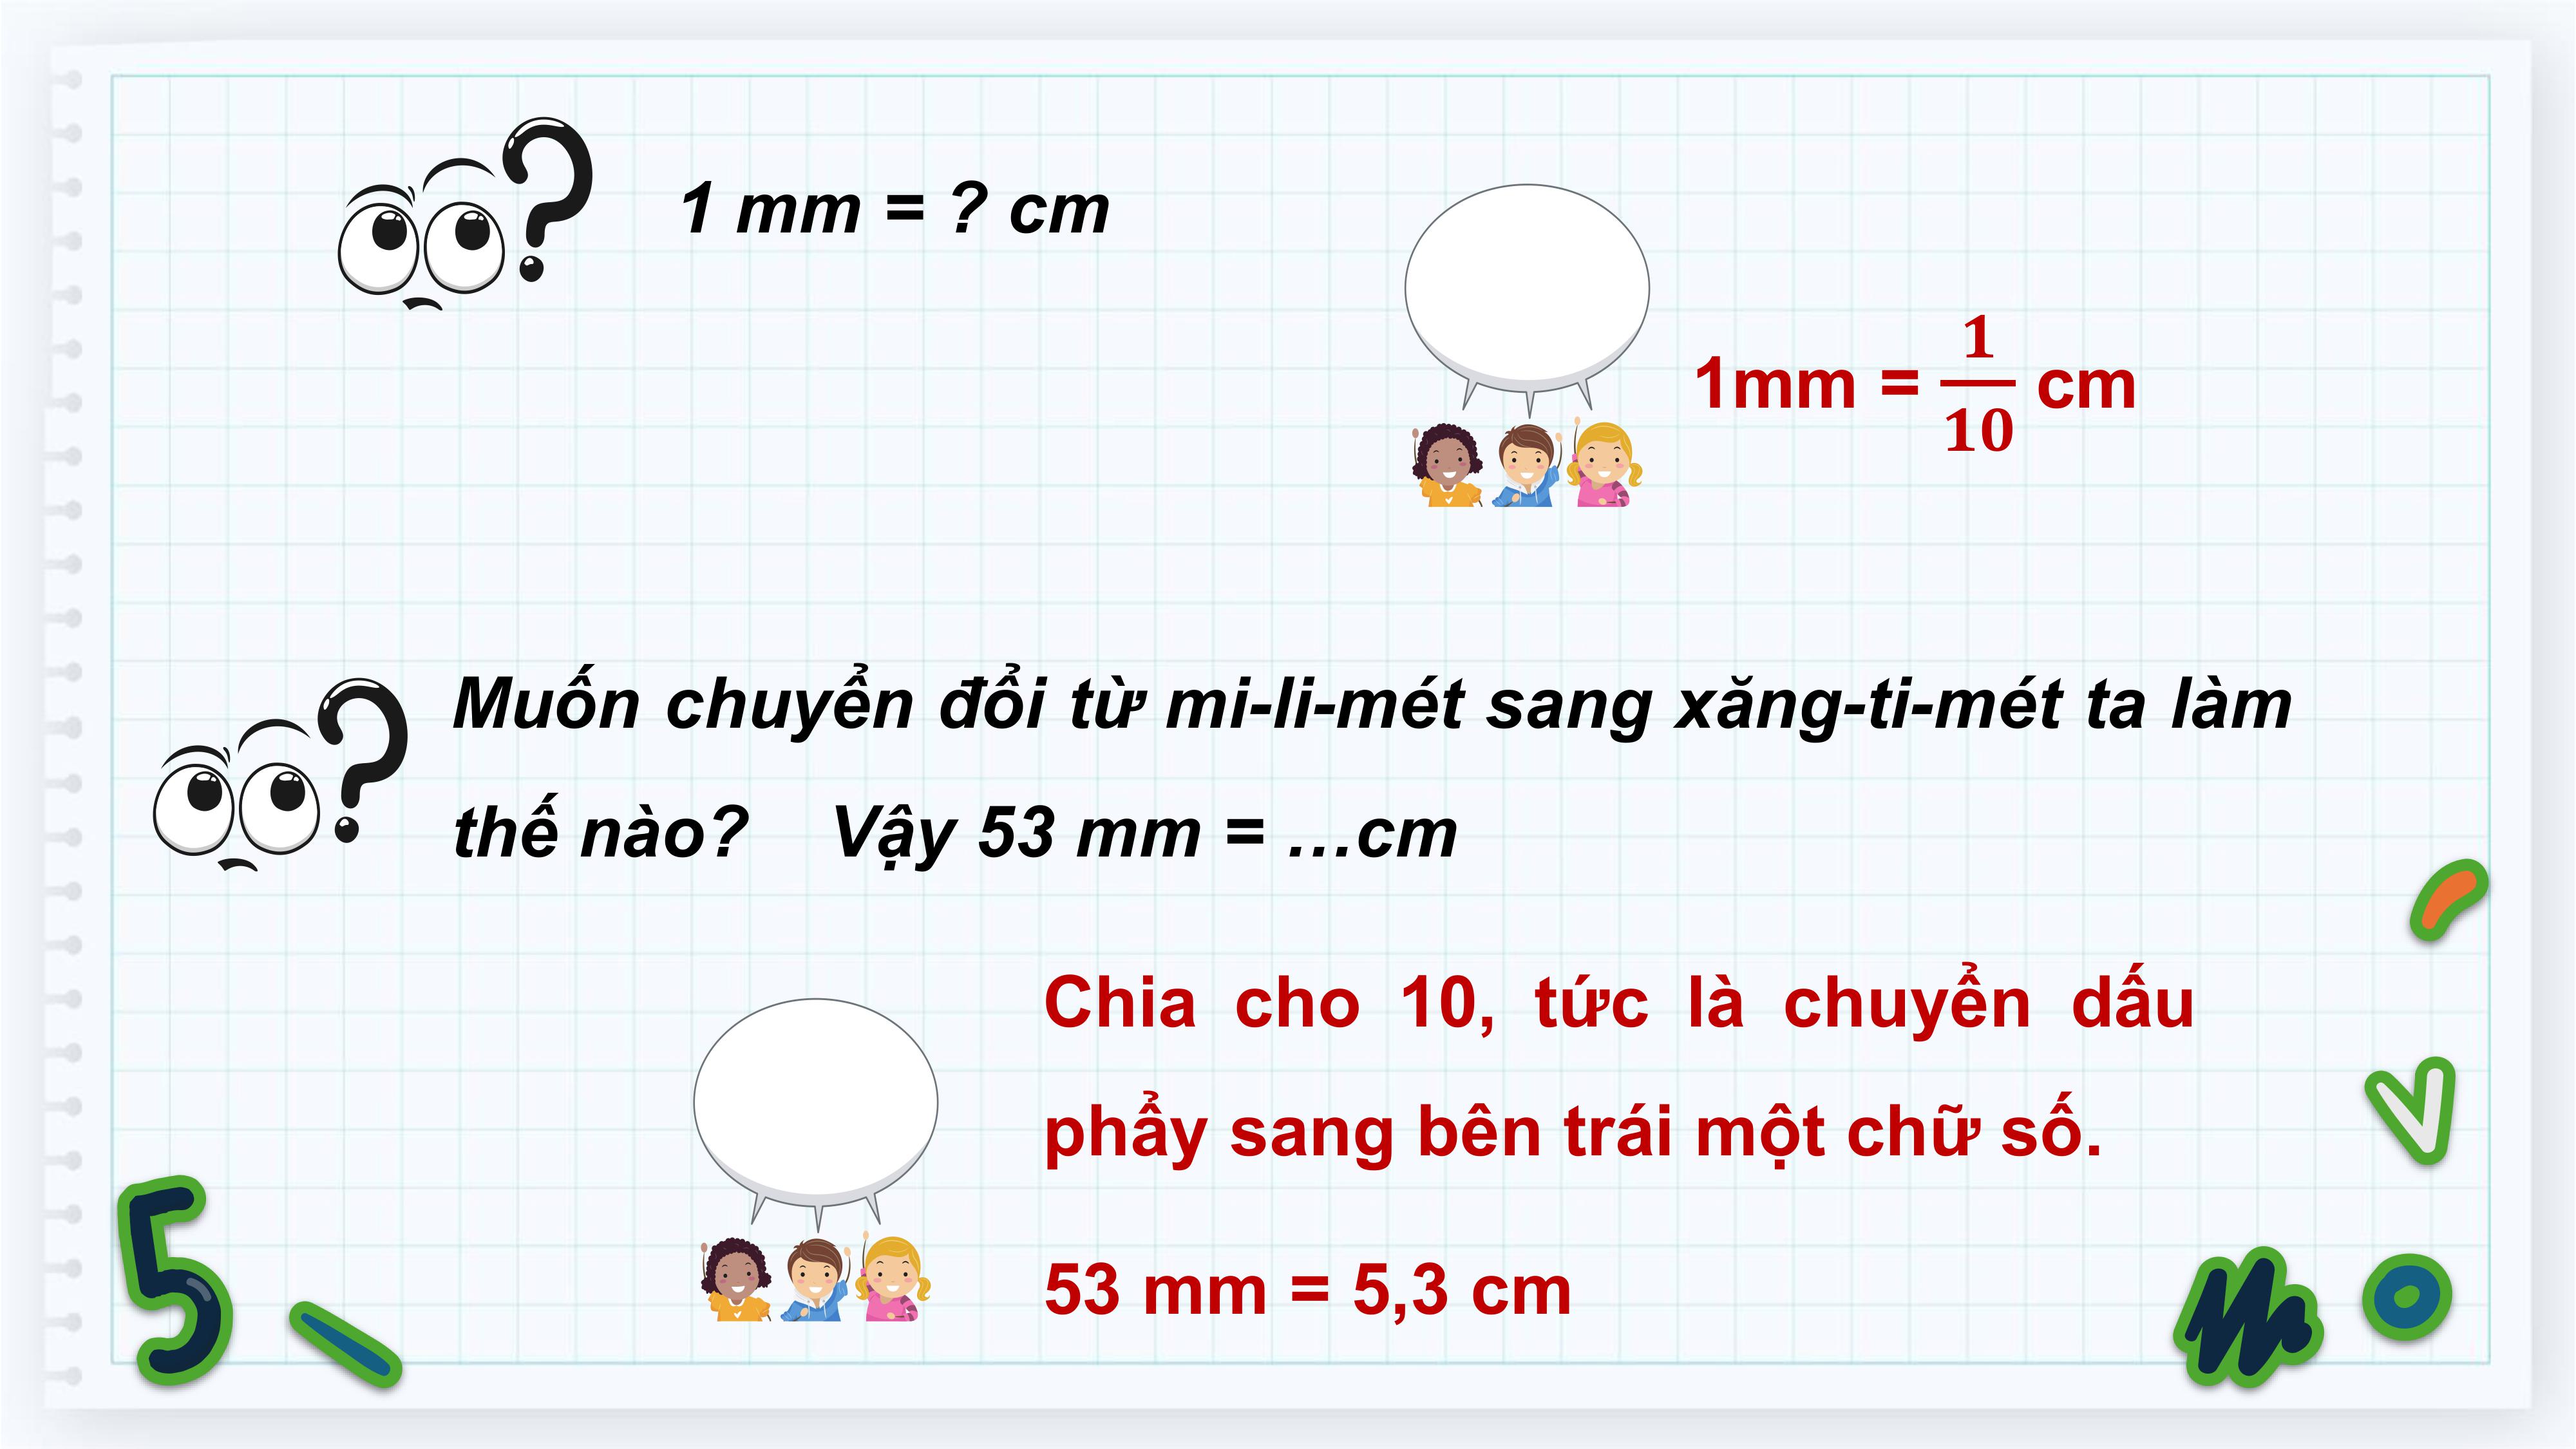 1 mm = ? cm
1mm = 1/10 cm
Muốn chuyển đổi từ mi-li-mét sang xăng-ti-mét ta làm
thế nào? Vậy 53 mm = …cm
Chia cho 10, tức là chuyển dấu
phẩy sang bên trái một chữ số.
53 mm = 5,3 cm
5